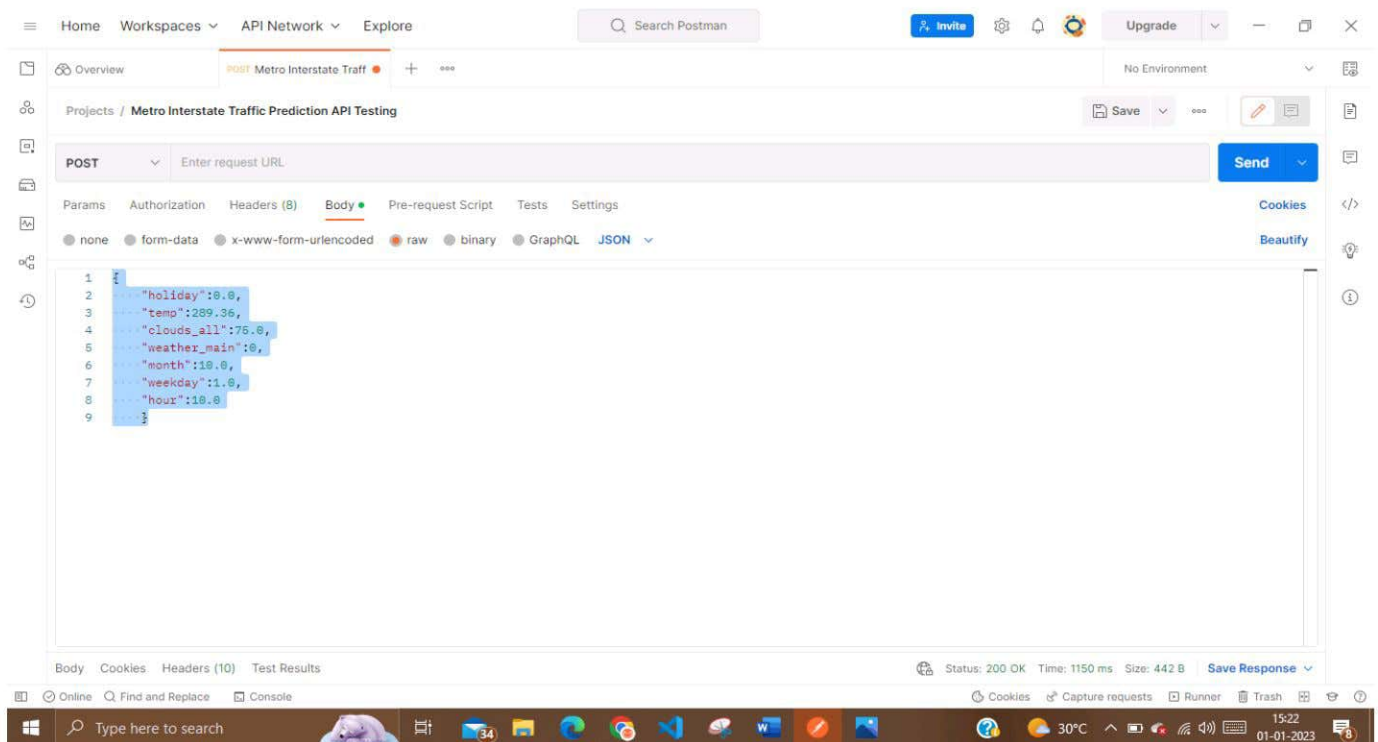 Home Workspaces API Network Explore Search Postman Invite Upgrade
Overview POST Metro Interstate Traff No Environment
Projects / Metro Interstate Traffic Prediction API Testing Save
POST Enter request URL Send
Params Authorization Headers (8) Body Pre-request Script Tests Settings Cookies </>
none form-data x-www-form-urlencoded raw binary GraphQL JSON Beautify
1 {
2 "holiday":0.0,
3 "temp":289.36,
4 "clouds_all":75.0,
5 "weather_main":0,
6 "month":10.0,
7 "weekday":1.0,
8 "hour":10.0
9 }
Body Cookies Headers (10) Test Results Status: 200 OK Time: 1150 ms Size: 442 B Save Response
Online Find and Replace Console Cookies Capture requests Runner Trash
Type here to search 34 W 30°C 15:22
01-01-2023 8